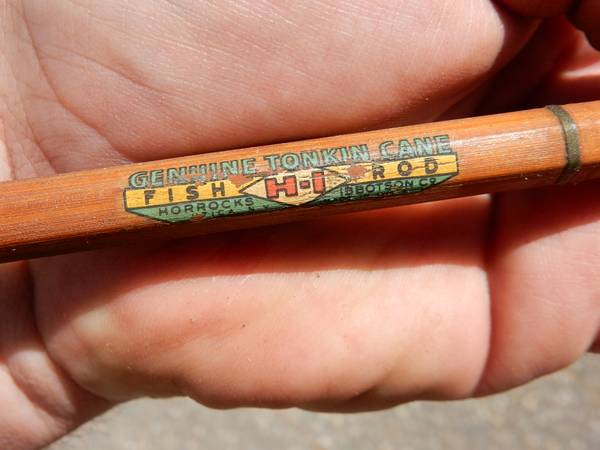 GENUINE TONKIN CANE
FISH H-i ROD
HORROCKS IBBOTSON CO.